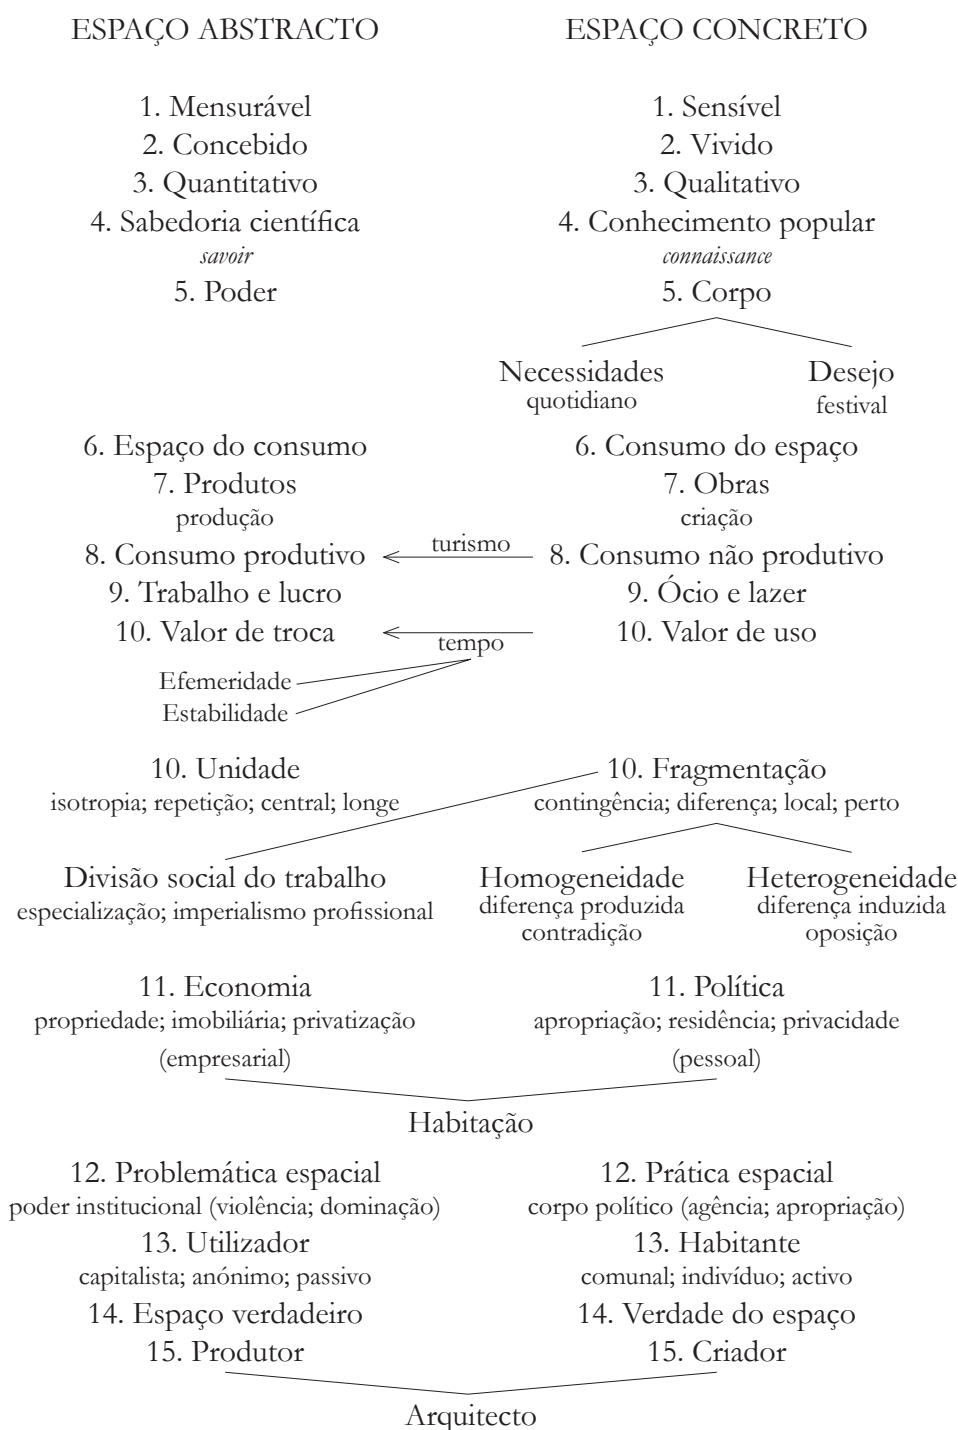 ESPAÇO ABSTRACTO ESPAÇO CONCRETO
1. Mensurável 1. Sensível
2. Concebido 2. Vivido
3. Quantitativo 3. Qualitativo
4. Sabedoria científica 4. Conhecimento popular
savoir connaissance
5. Poder 5. Corpo
Necessidades Desejo
quotidiano festival
6. Espaço do consumo 6. Consumo do espaço
7. Produtos 7. Obras
produção criação
8. Consumo produtivo turismo 8. Consumo não produtivo
9. Trabalho e lucro 9. Ócio e lazer
10. Valor de troca tempo 10. Valor de uso
Efemeridade
Estabilidade
10. Unidade 10. Fragmentação
isotropia; repetição; central; longe contingência; diferença; local; perto
Divisão social do trabalho Homogeneidade Heterogeneidade
especialização; imperialismo profissional diferença produzida diferença induzida
contradição oposição
11. Economia 11. Política
propriedade; imobiliária; privatização apropriação; residência; privacidade
(empresarial) (pessoal)
Habitação
12. Problemática espacial 12. Prática espacial
poder institucional (violência; dominação) corpo político (agência; apropriação)
13. Utilizador 13. Habitante
capitalista; anónimo; passivo comunal; indivíduo; activo
14. Espaço verdadeiro 14. Verdade do espaço
15. Produtor 15. Criador
Arquitecto